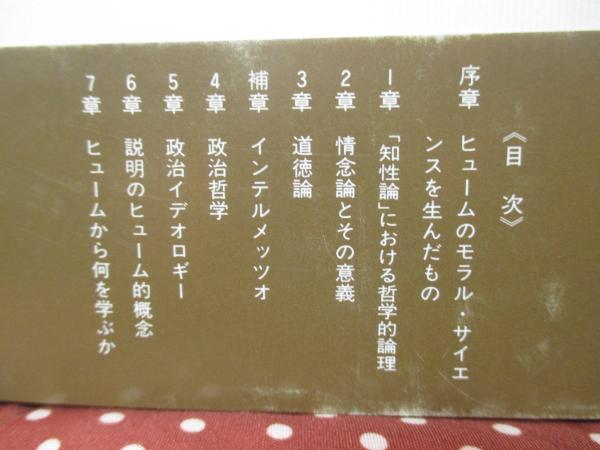 《目次》
序章 ヒュームのモラル・サイエ
ンスを生んだもの
1章 「知性論」における哲学的論理
2章 情念論とその意義
3章 道徳論
補章 インテルメッツオ
4章 政治哲学
5章 政治イデオロギー
6章 説明のヒューム的概念
7章 ヒュームから何を学ぶか